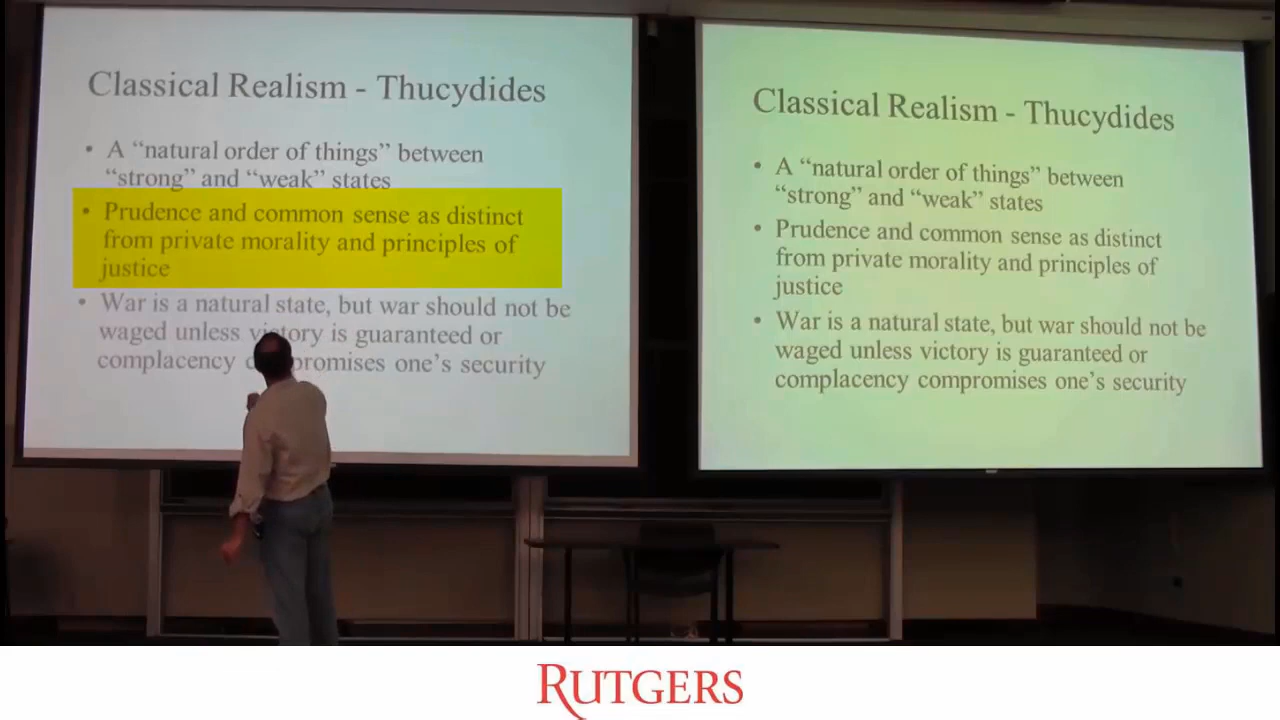 Classical Realism - Thucydides
• A “natural order of things” between
“strong” and “weak” states
• Prudence and common sense as distinct
from private morality and principles of
justice
• War is a natural state, but war should not be
waged unless victory is guaranteed or
complacency compromises one’s security
Classical Realism - Thucydides
• A “natural order of things” between
“strong” and “weak” states
• Prudence and common sense as distinct
from private morality and principles of
justice
• War is a natural state, but war should not be
waged unless victory is guaranteed or
complacency compromises one’s security
RUTGERS